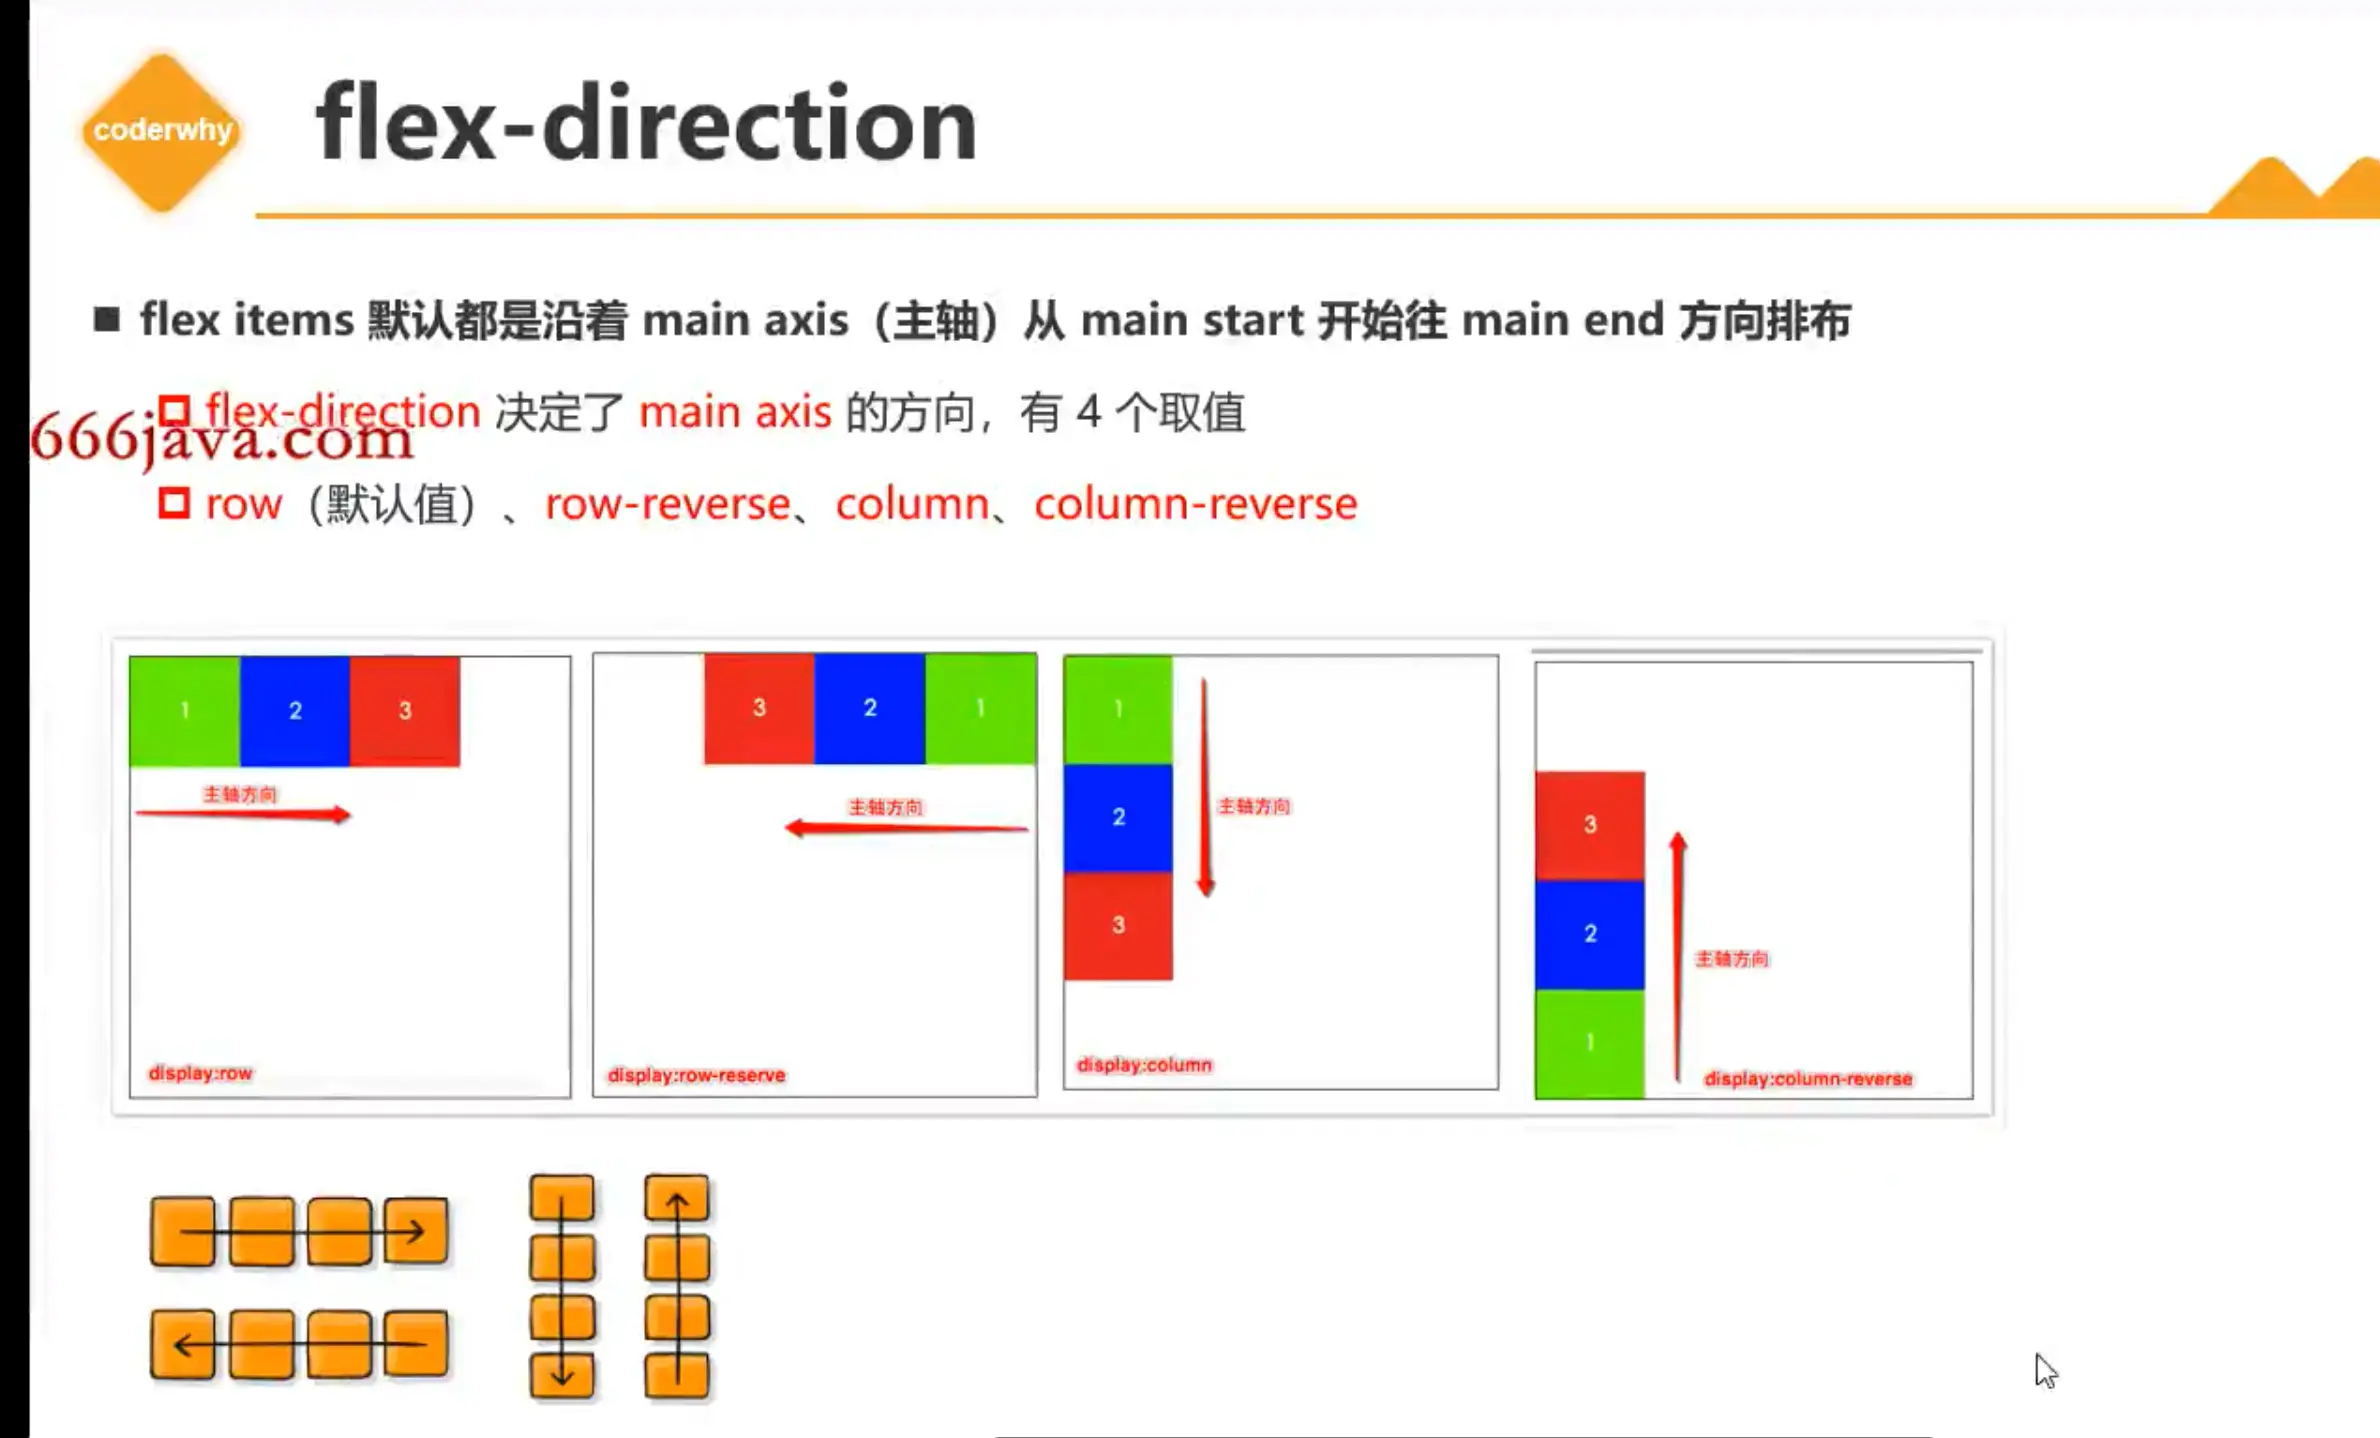 coderwhy
flex-direction
flex items 默认都是沿着 main axis（主轴）从 main start 开始往 main end 方向排布
flex-direction 决定了 main axis 的方向，有 4 个取值
666java.com
row（默认值）、row-reverse、column、column-reverse
1 2 3
主轴方向
display:row
3 2 1
主轴方向
display:row-reserve
1
2
3
主轴方向
display:column
3
2
1
主轴方向
display:column-reverse